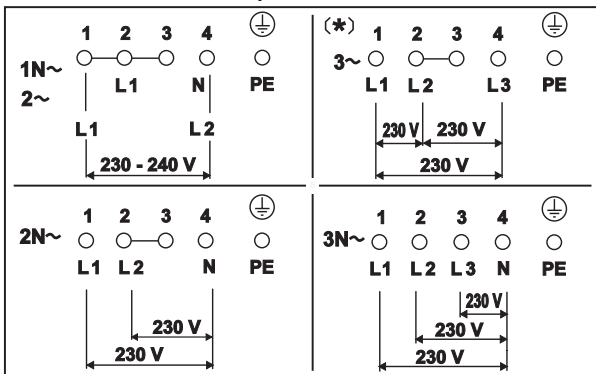 1 2 3 4
1N~
2~
L1 N PE
L1 L2
230 - 240 V
(*) 1 2 3 4
3~
L1 L2 L3 PE
230 V 230 V
230 V
1 2 3 4
2N~
L1 L2 N PE
230 V
230 V
1 2 3 4
3N~
L1 L2 L3 N PE
230 V
230 V
230 V